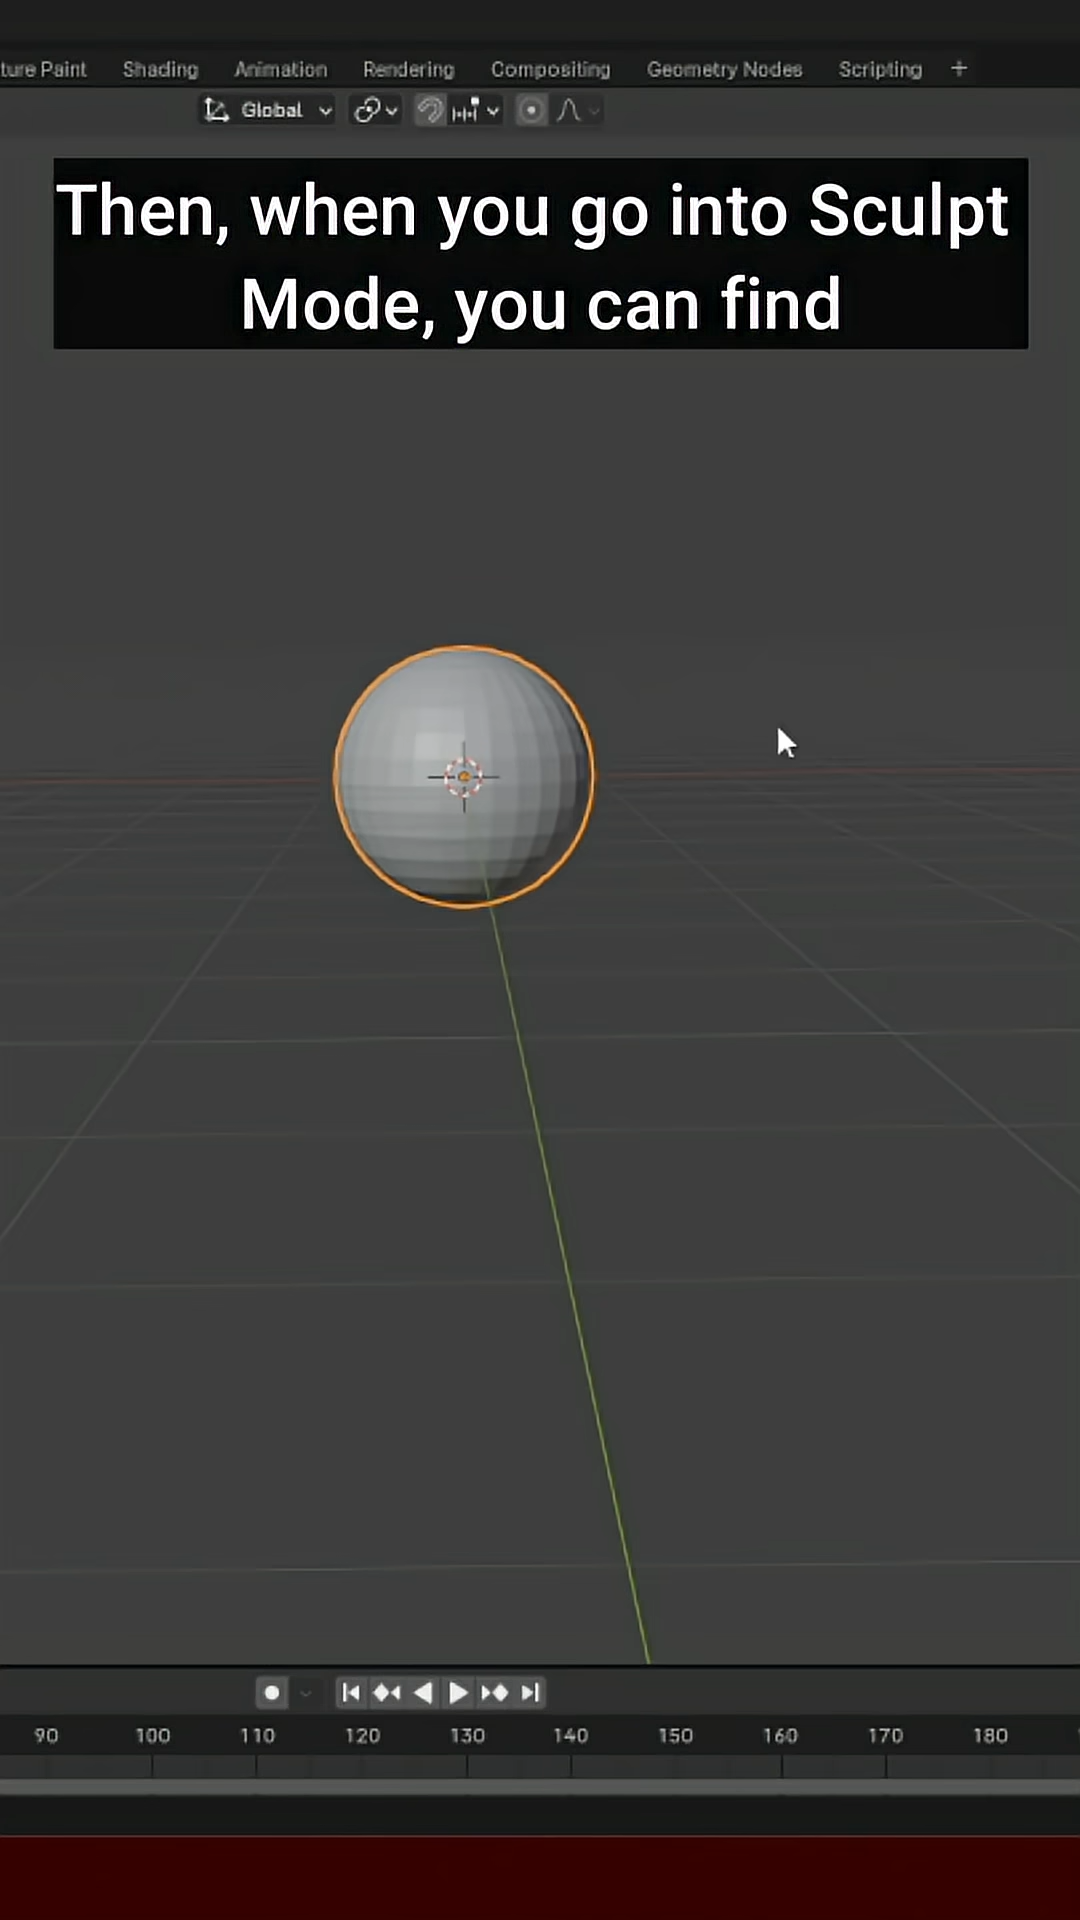 ture Paint Shading Animation Rendering Compositing Geometry Nodes Scripting +
Global
Then, when you go into Sculpt
Mode, you can find
90 100 110 120 130 140 150 160 170 180